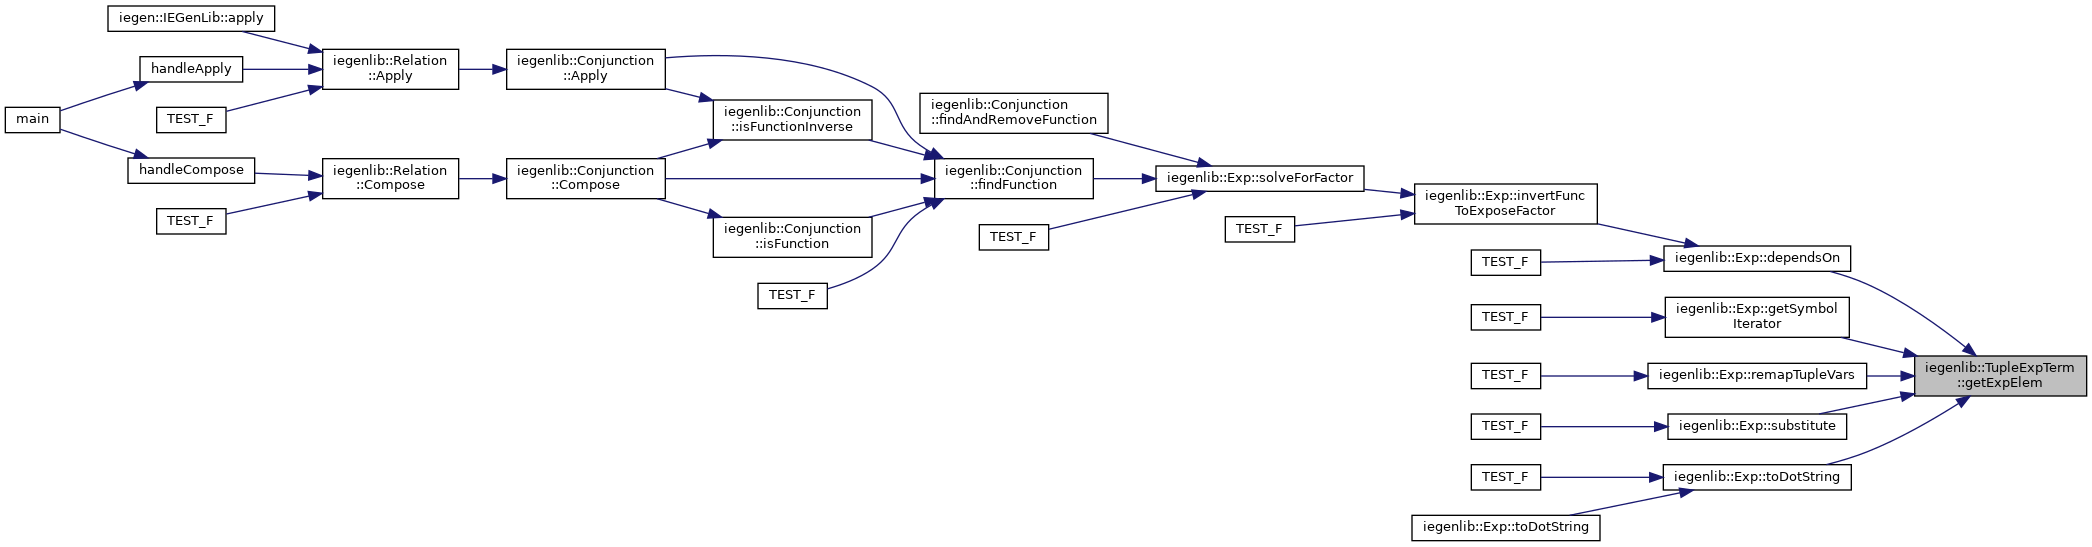 iegen::IEGenLib::apply
handleApply
main
TEST_F
handleCompose
TEST_F
iegenlib::Relation
::Apply
iegenlib::Relation
::Compose
iegenlib::Conjunction
::Apply
iegenlib::Conjunction
::Compose
iegenlib::Conjunction
::isFunctionInverse
iegenlib::Conjunction
::isFunction
TEST_F
iegenlib::Conjunction
::findAndRemoveFunction
iegenlib::Conjunction
::findFunction
TEST_F
iegenlib::Exp::solveForFactor
TEST_F
iegenlib::Exp::invertFunc
ToExposeFactor
TEST_F
iegenlib::Exp::dependsOn
TEST_F
iegenlib::Exp::getSymbol
Iterator
TEST_F
iegenlib::Exp::remapTupleVars
TEST_F
iegenlib::Exp::substitute
TEST_F
iegenlib::Exp::toDotString
iegenlib::Exp::toDotString
iegenlib::TupleExpTerm
::getExpElem